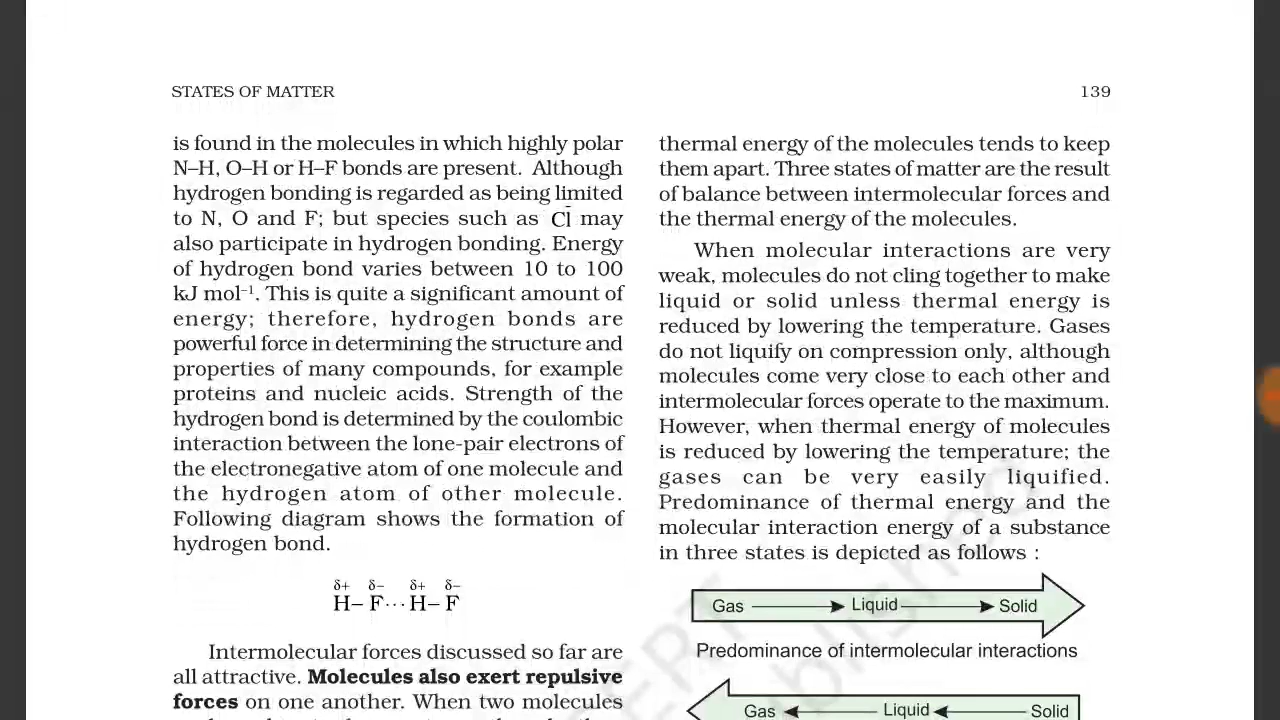 STATES OF MATTER
139
is found in the molecules in which highly polar
N–H, O–H or H–F bonds are present. Although
hydrogen bonding is regarded as being limited
to N, O and F; but species such as Cl̄ may
also participate in hydrogen bonding. Energy
of hydrogen bond varies between 10 to 100
kJ mol⁻¹. This is quite a significant amount of
energy; therefore, hydrogen bonds are
powerful force in determining the structure and
properties of many compounds, for example
proteins and nucleic acids. Strength of the
hydrogen bond is determined by the coulombic
interaction between the lone-pair electrons of
the electronegative atom of one molecule and
the hydrogen atom of other molecule.
Following diagram shows the formation of
hydrogen bond.
δ+ δ– δ+ δ–
H– F···H– F
Intermolecular forces discussed so far are
all attractive. Molecules also exert repulsive
forces on one another. When two molecules
thermal energy of the molecules tends to keep
them apart. Three states of matter are the result
of balance between intermolecular forces and
the thermal energy of the molecules.
When molecular interactions are very
weak, molecules do not cling together to make
liquid or solid unless thermal energy is
reduced by lowering the temperature. Gases
do not liquify on compression only, although
molecules come very close to each other and
intermolecular forces operate to the maximum.
However, when thermal energy of molecules
is reduced by lowering the temperature; the
gases can be very easily liquified.
Predominance of thermal energy and the
molecular interaction energy of a substance
in three states is depicted as follows :
Gas Liquid Solid
Predominance of intermolecular interactions
Gas Liquid Solid